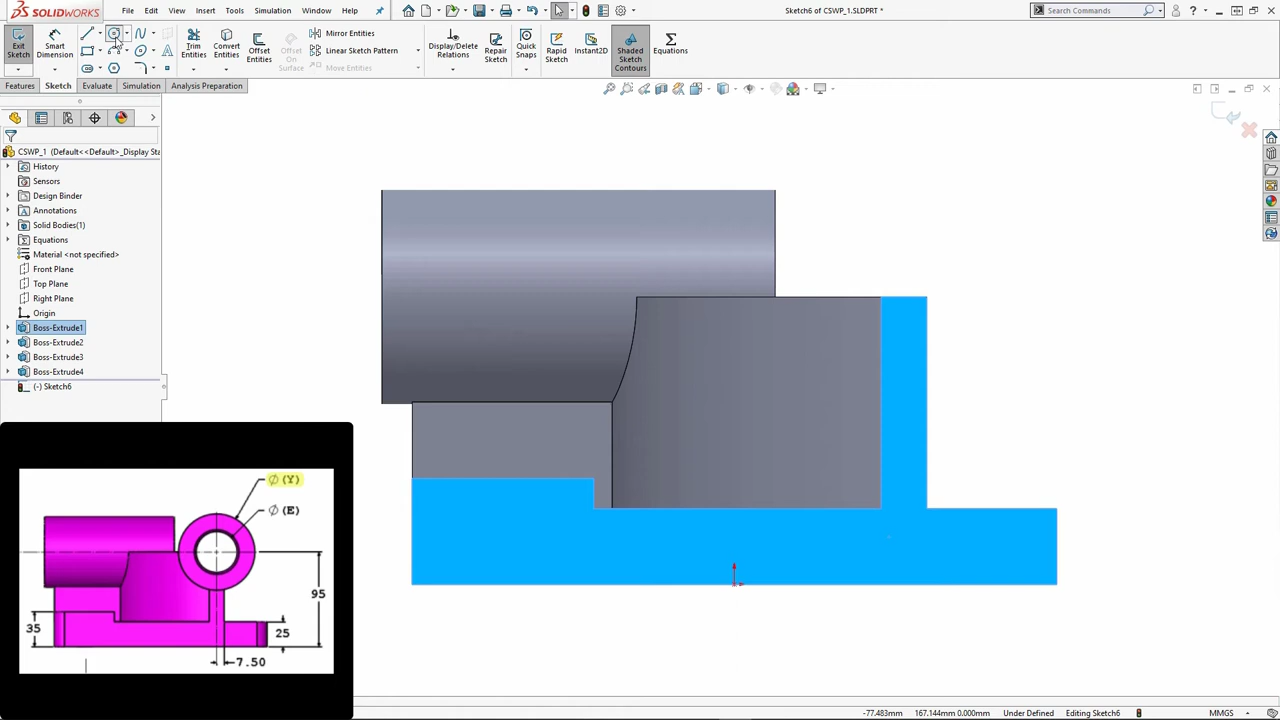 SOLIDWORKS
File
Edit
View
Insert
Tools
Simulation
Window
Help
Sketch6 of CSWP_1.SLDPRT *
Search Commands
Exit Sketch
Smart Dimension
Trim Entities
Convert Entities
Offset Entities
Offset On Surface
Mirror Entities
Linear Sketch Pattern
Move Entities
Display/Delete Relations
Repair Sketch
Quick Snaps
Rapid Sketch
Instant2D
Shaded Sketch Contours
Equations
Features
Sketch
Evaluate
Simulation
Analysis Preparation
CSWP_1 (Default<<Default>_Display Sta
History
Sensors
Design Binder
Annotations
Solid Bodies(1)
Equations
Material <not specified>
Front Plane
Top Plane
Right Plane
Origin
Boss-Extrude1
Boss-Extrude2
Boss-Extrude3
Boss-Extrude4
(-) Sketch6
Ø (Y)
Ø (E)
95
35
25
7.50
-77.483mm
167.144mm 0.000mm
Under Defined
Editing Sketch6
MMGS